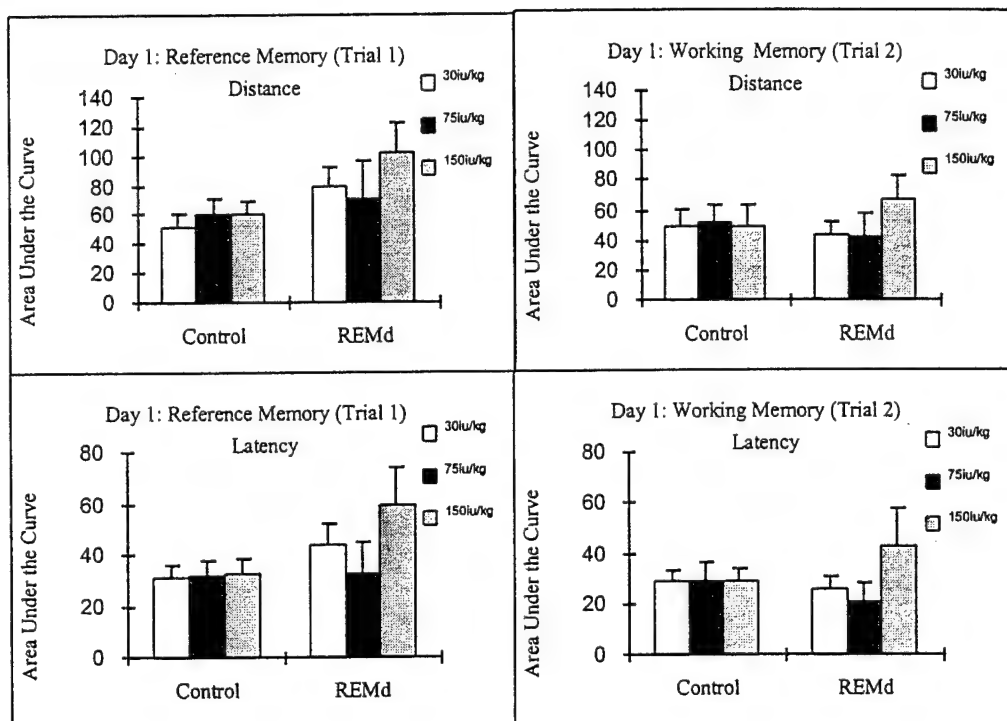 Day 1: Reference Memory (Trial 1)
Distance
30iu/kg
75iu/kg
150iu/kg
Area Under the Curve
140
120
100
80
60
40
20
0
Control REMd
Day 1: Working Memory (Trial 2)
Distance
30iu/kg
75iu/kg
150iu/kg
Area Under the Curve
140
120
100
80
60
40
20
0
Control REMd
Day 1: Reference Memory (Trial 1)
Latency
30iu/kg
75iu/kg
150iu/kg
Area Under the Curve
80
60
40
20
0
Control REMd
Day 1: Working Memory (Trial 2)
Latency
30iu/kg
75iu/kg
150iu/kg
Area Under the Curve
80
60
40
20
0
Control REMd